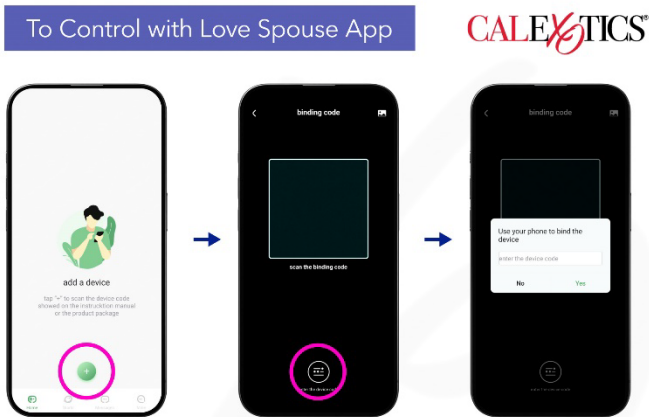 To Control with Love Spouse App
CALEXOTICS®
add a device
tap "+" to scan the device code
showed on the instrucktion manual
or the product package
binding code
scan the binding code
binding code
Use your phone to bind the
device
enter the device code
No
Yes